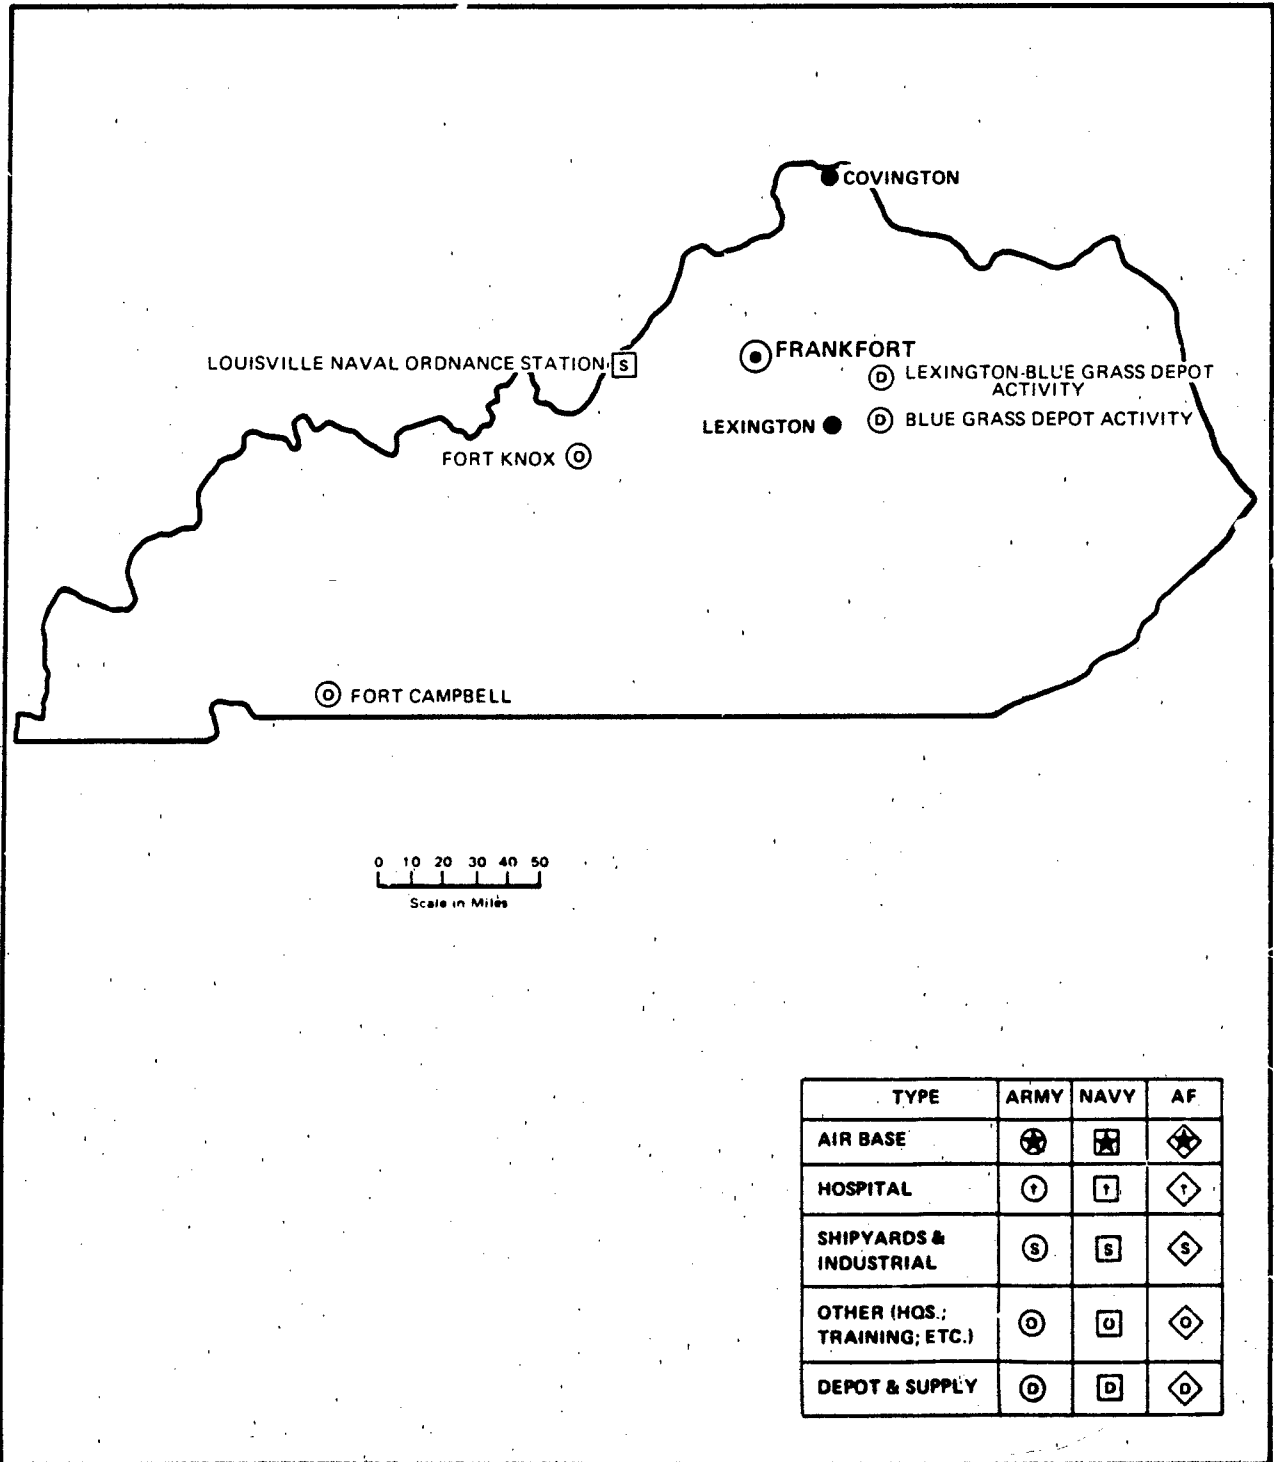 COVINGTON
LOUISVILLE NAVAL ORDNANCE STATION S
FRANKFORT
D LEXINGTON-BLUE GRASS DEPOT
ACTIVITY
LEXINGTON
D BLUE GRASS DEPOT ACTIVITY
FORT KNOX O
O FORT CAMPBELL
0 10 20 30 40 50
Scale in Miles
TYPE ARMY NAVY AF
AIR BASE
HOSPITAL
SHIPYARDS &
INDUSTRIAL
S S S
OTHER (HQS.;
TRAINING; ETC.)
O O O
DEPOT & SUPPLY D D D